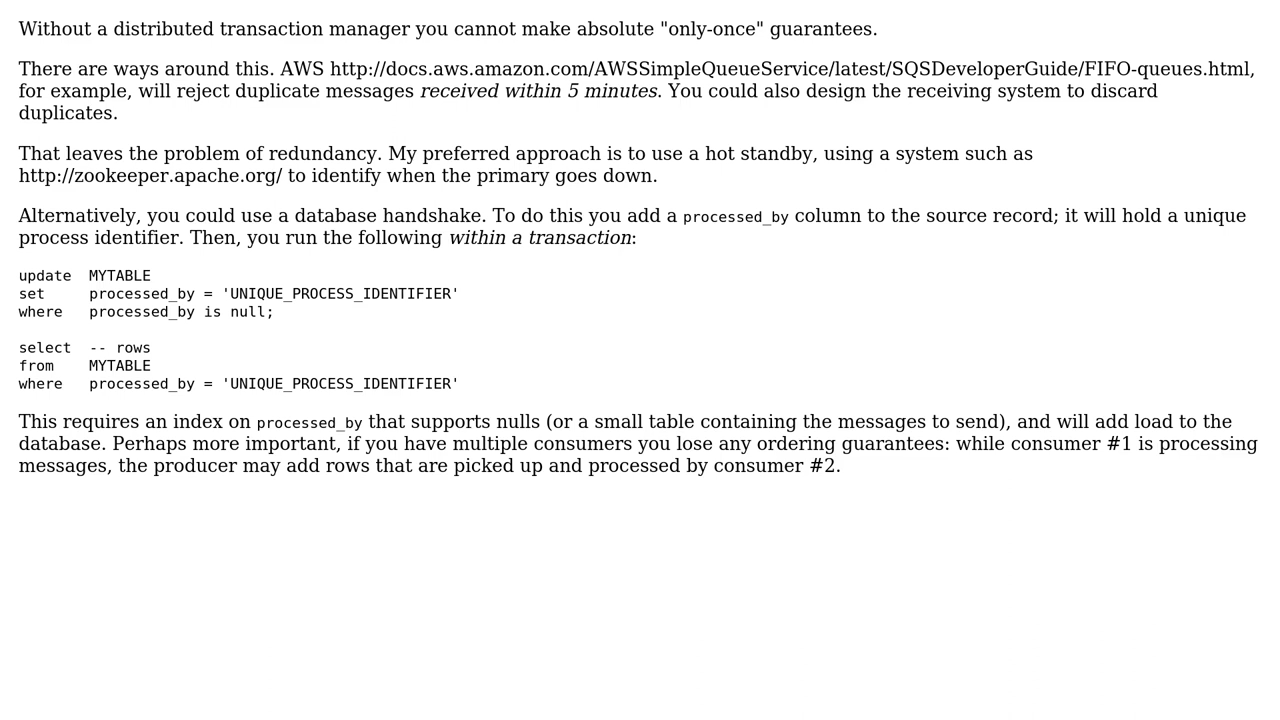 Without a distributed transaction manager you cannot make absolute "only-once" guarantees.
There are ways around this. AWS http://docs.aws.amazon.com/AWSSimpleQueueService/latest/SQSDeveloperGuide/FIFO-queues.html,
for example, will reject duplicate messages received within 5 minutes. You could also design the receiving system to discard
duplicates.
That leaves the problem of redundancy. My preferred approach is to use a hot standby, using a system such as
http://zookeeper.apache.org/ to identify when the primary goes down.
Alternatively, you could use a database handshake. To do this you add a processed_by column to the source record; it will hold a unique
process identifier. Then, you run the following within a transaction:
update  MYTABLE
set     processed_by = 'UNIQUE_PROCESS_IDENTIFIER'
where   processed_by is null;
select  -- rows
from    MYTABLE
where   processed_by = 'UNIQUE_PROCESS_IDENTIFIER'
This requires an index on processed_by that supports nulls (or a small table containing the messages to send), and will add load to the
database. Perhaps more important, if you have multiple consumers you lose any ordering guarantees: while consumer #1 is processing
messages, the producer may add rows that are picked up and processed by consumer #2.